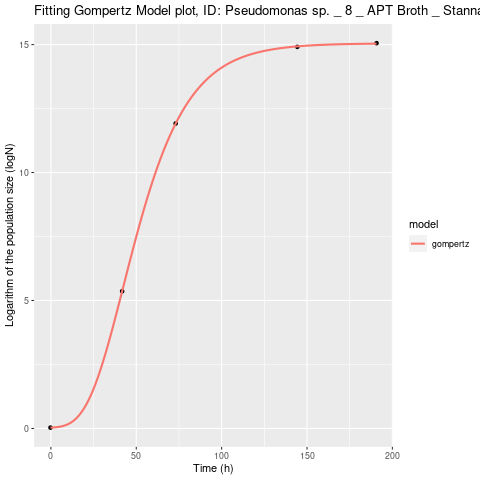 Fitting Gompertz Model plot, ID: Pseudomonas sp. _ 8 _ APT Broth _ Stanna
15
10
5
0
Logarithm of the population size (logN)
0 50 100 150 200
Time (h)
model
gompertz